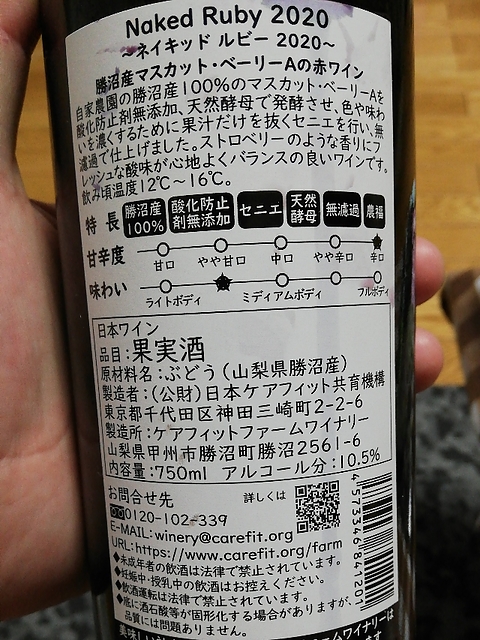 Naked Ruby 2020
～ネイキッド ルビー 2020～
勝沼産マスカット・ベーリーAの赤ワイン
自家農園の勝沼産100%のマスカット・ベーリーAを
酸化防止剤無添加、天然酵母で発酵させ、色や味わ
いを濃くするために果汁だけを抜くセニエを行い、無
濾過で仕上げました。ストロベリーのような香りにフ
レッシュな酸味が心地よくバランスの良いワインです。
飲み頃温度12℃～16℃。
特長 勝沼産100% 酸化防止剤無添加 セニエ 天然酵母 無濾過 農福
甘辛度
甘口 やや甘口 中口 やや辛口 辛口
味わい
ライトボディ ミディアムボディ フルボディ
日本ワイン
品目:果実酒
原材料名:ぶどう(山梨県勝沼産)
製造者:(公財)日本ケアフィット共育機構
東京都千代田区神田三崎町2-2-6
製造所:ケアフィットファームワイナリー
山梨県甲州市勝沼町勝沼2561-6
内容量:750ml アルコール分:10.5%
お問合せ先 詳しくは
0120-102-339
E-MAIL:winery@carefit.org
URL:https://www.carefit.org/farm
◆未成年者の飲酒は法律で禁止されています。
◆妊娠中・授乳中の飲酒はお控えください。
◆飲酒運転は法律で禁止されています。
◆瓶に酒石酸等が固形化する場合がありますが、
品質には問題ありません。
4573346841201